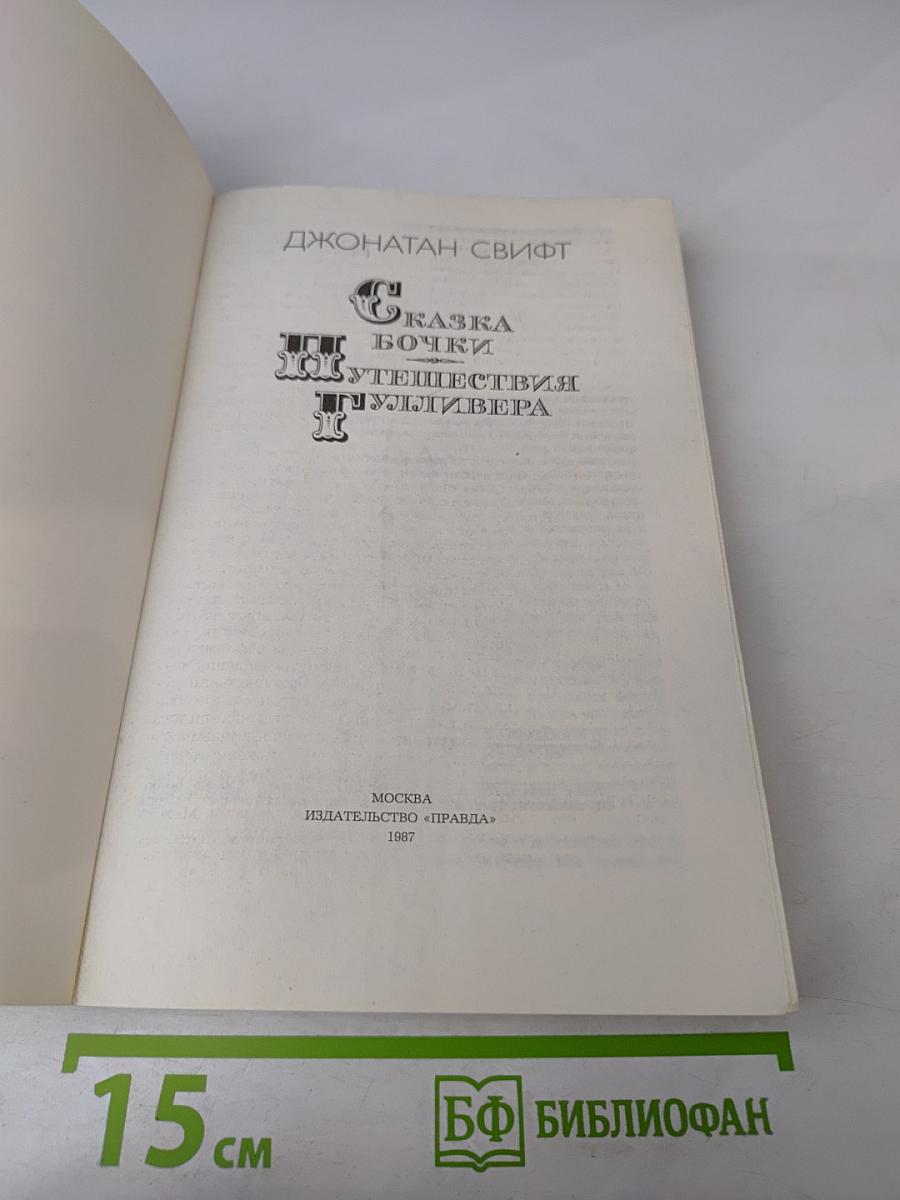 ДЖОНАТАН СВИФТ
СКАЗКА
БОЧКИ
ПУТЕШЕСТВИЯ
ГУЛЛИВЕРА
МОСКВА
ИЗДАТЕЛЬСТВО «ПРАВДА»
1987
15 см
БФ БИБЛИОФАН